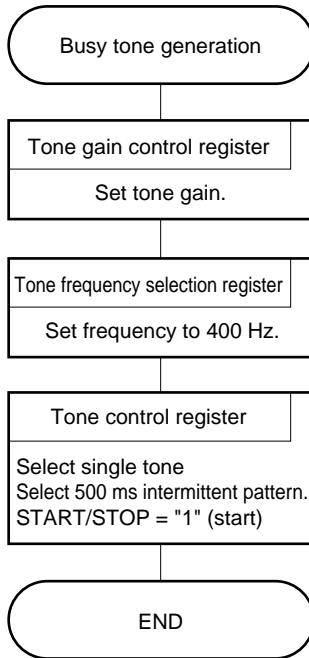 Busy tone generation
Tone gain control register
Set tone gain.
Tone frequency selection register
Set frequency to 400 Hz.
Tone control register
Select single tone
Select 500 ms intermittent pattern.
START/STOP = "1" (start)
END